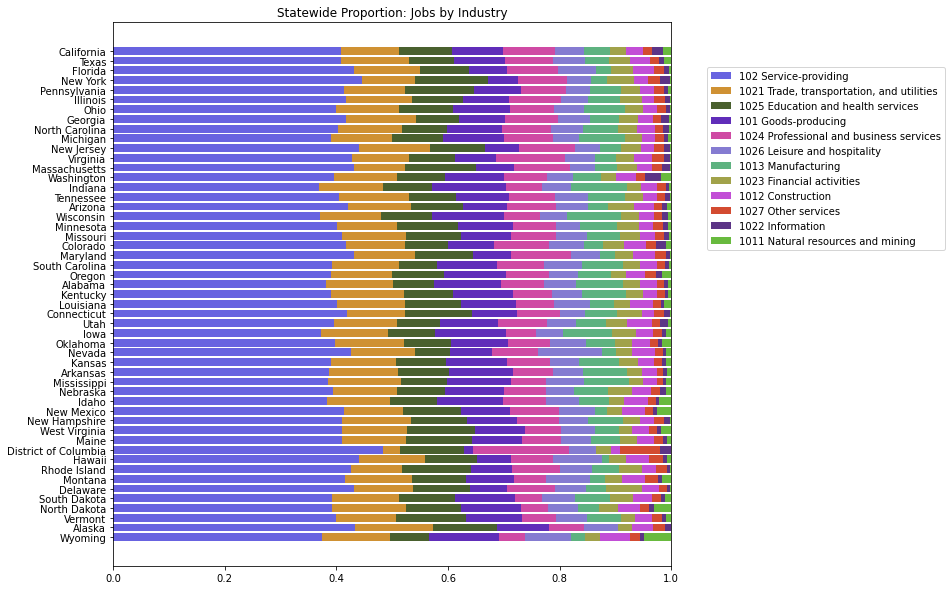 Statewide Proportion: Jobs by Industry
California
Texas
Florida
New York
Pennsylvania
Illinois
Ohio
Georgia
North Carolina
Michigan
New Jersey
Virginia
Massachusetts
Washington
Indiana
Tennessee
Arizona
Wisconsin
Minnesota
Missouri
Colorado
Maryland
South Carolina
Oregon
Alabama
Kentucky
Louisiana
Connecticut
Utah
Iowa
Oklahoma
Nevada
Kansas
Arkansas
Mississippi
Nebraska
Idaho
New Mexico
New Hampshire
West Virginia
Maine
District of Columbia
Hawaii
Rhode Island
Montana
Delaware
South Dakota
North Dakota
Vermont
Alaska
Wyoming
0.0 0.2 0.4 0.6 0.8 1.0
102 Service-providing
1021 Trade, transportation, and utilities
1025 Education and health services
101 Goods-producing
1024 Professional and business services
1026 Leisure and hospitality
1013 Manufacturing
1023 Financial activities
1012 Construction
1027 Other services
1022 Information
1011 Natural resources and mining